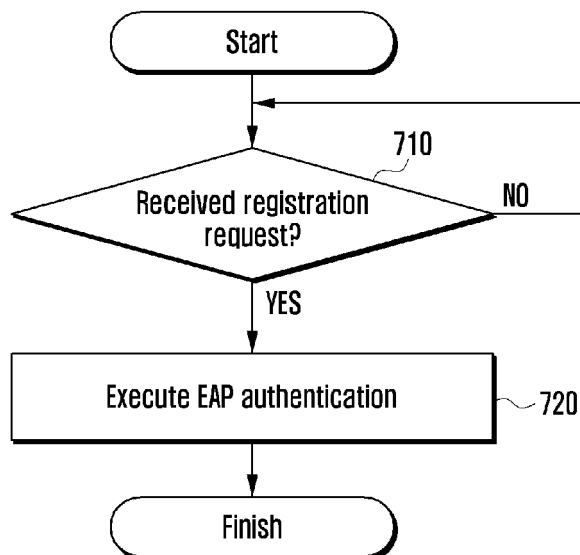 Start
710
Received registration
request?
NO
YES
Execute EAP authentication
720
Finish